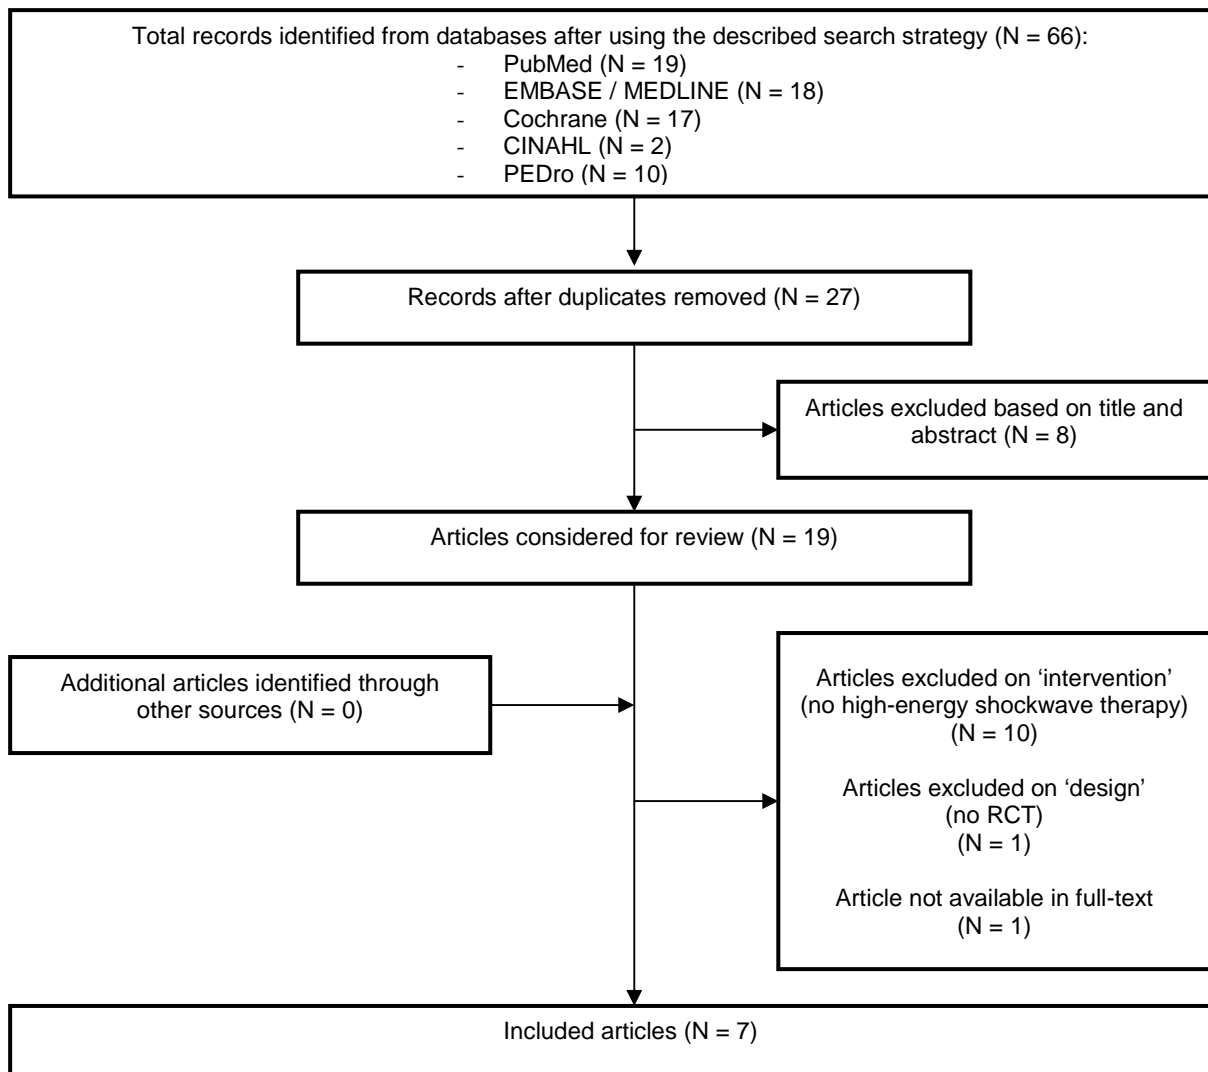 Total records identified from databases after using the described search strategy (N = 66):
- PubMed (N = 19)
- EMBASE / MEDLINE (N = 18)
- Cochrane (N = 17)
- CINAHL (N = 2)
- PEDro (N = 10)
Records after duplicates removed (N = 27)
Articles excluded based on title and
abstract (N = 8)
Articles considered for review (N = 19)
Additional articles identified through
other sources (N = 0)
Articles excluded on ‘intervention’
(no high-energy shockwave therapy)
(N = 10)
Articles excluded on ‘design’
(no RCT)
(N = 1)
Article not available in full-text
(N = 1)
Included articles (N = 7)